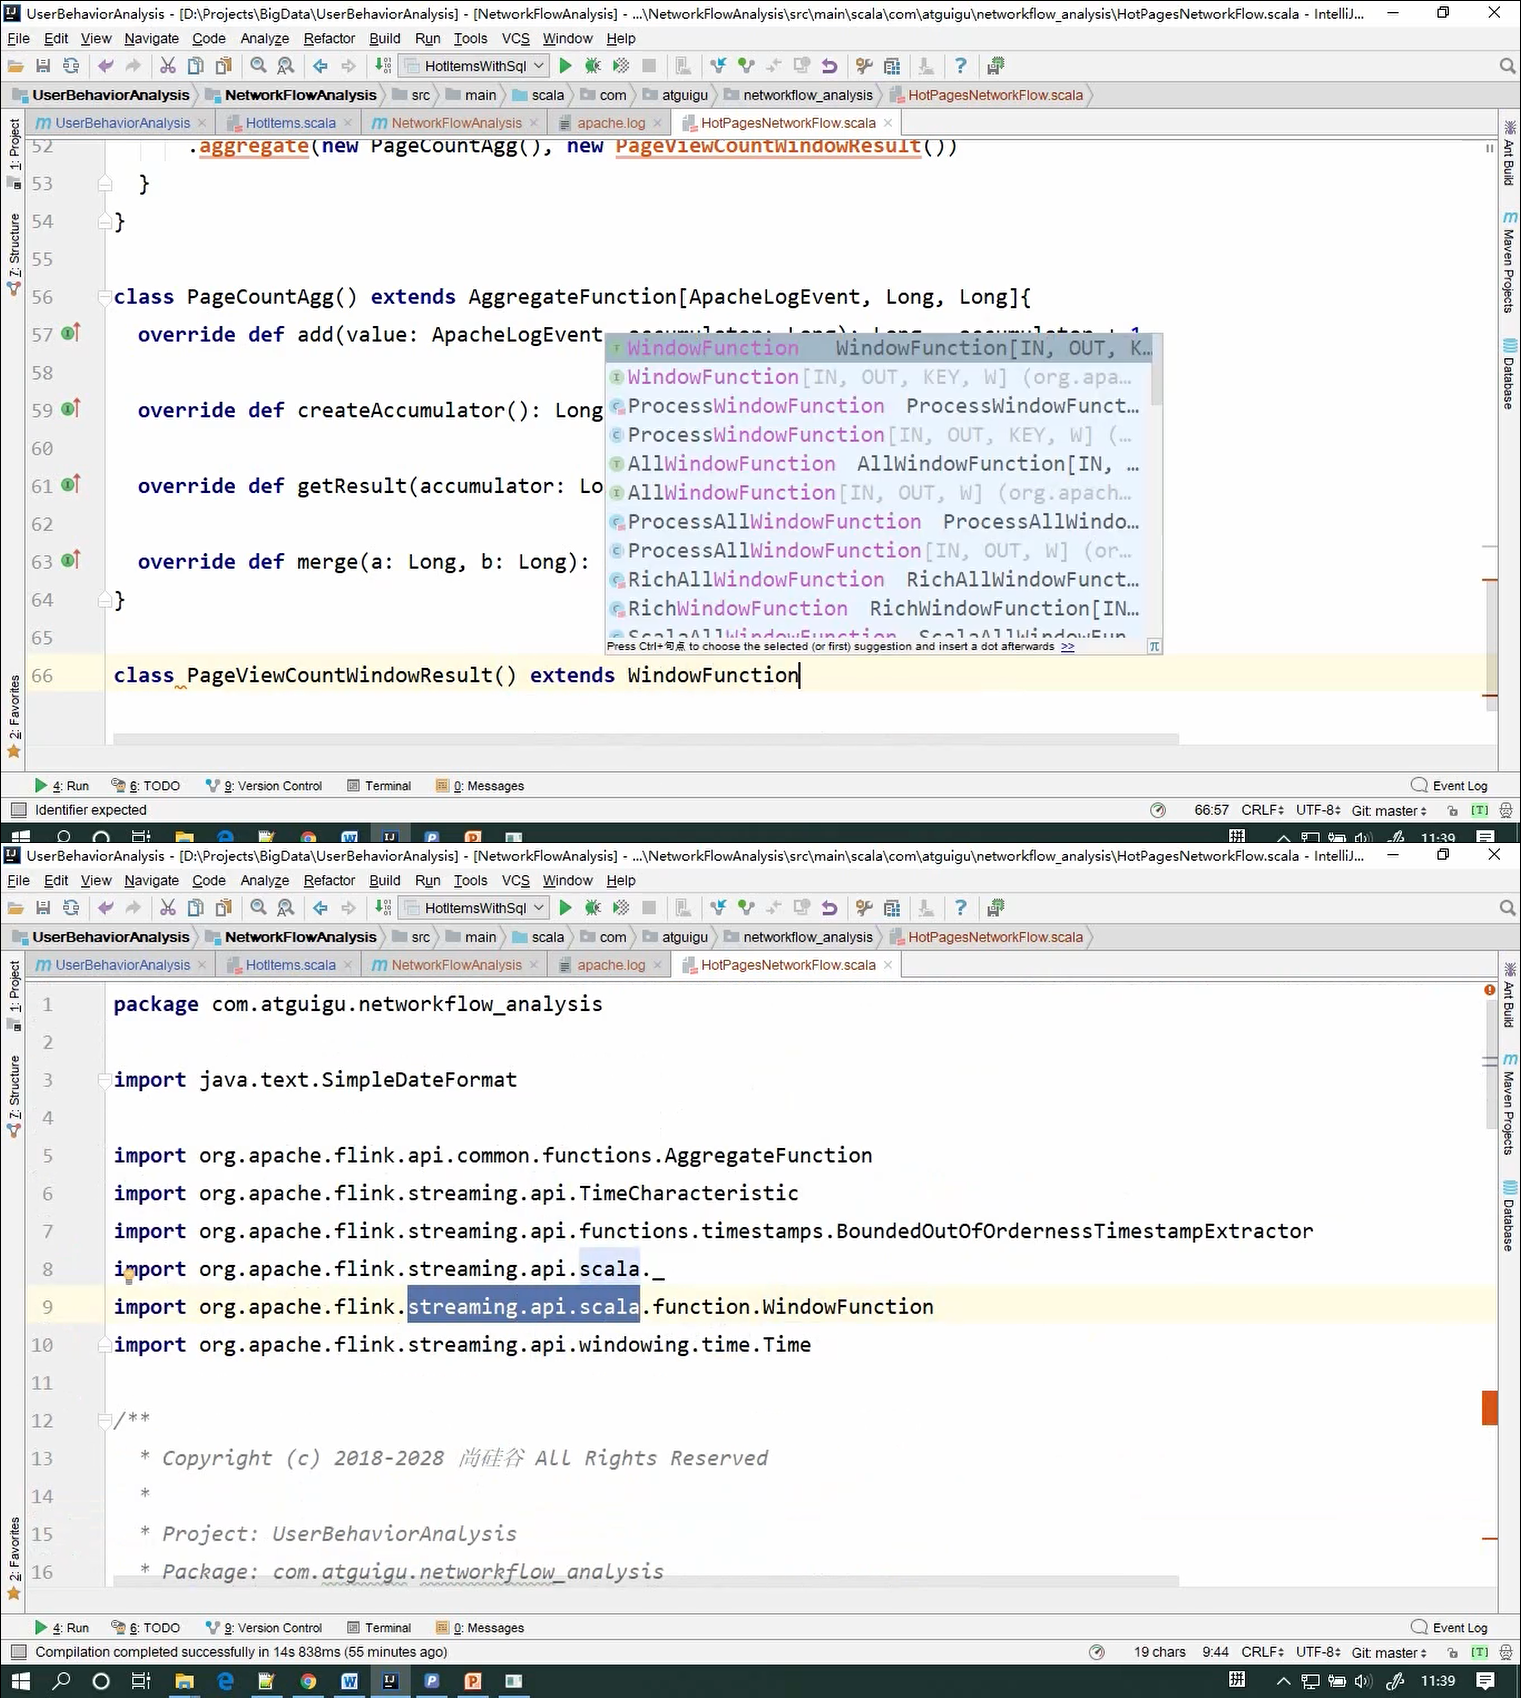 UserBehaviorAnalysis - [D:\Projects\BigData\UserBehaviorAnalysis] - [NetworkFlowAnalysis] - ...\NetworkFlowAnalysis\src\main\scala\com\atguigu\networkflow_analysis\HotPagesNetworkFlow.scala - IntelliJ...
File Edit View Navigate Code Analyze Refactor Build Run Tools VCS Window Help
HotItemsWithSql
UserBehaviorAnalysis NetworkFlowAnalysis src main scala com atguigu networkflow_analysis HotPagesNetworkFlow.scala
UserBehaviorAnalysis HotItems.scala NetworkFlowAnalysis apache.log HotPagesNetworkFlow.scala
1: Project
7: Structure
2: Favorites
Ant Build
Maven Projects
Database
52 .aggregate(new PageCountAgg(), new PageViewCountWindowResult())
53 }
54 }
55
56 class PageCountAgg() extends AggregateFunction[ApacheLogEvent, Long, Long]{
57 override def add(value: ApacheLogEvent, accumulator: Long): Long = accumulator + 1
58
59 override def createAccumulator(): Long
60
61 override def getResult(accumulator: Lo
62
63 override def merge(a: Long, b: Long):
64 }
65
66 class PageViewCountWindowResult() extends WindowFunction
WindowFunction WindowFunction[IN, OUT, K...
WindowFunction[IN, OUT, KEY, W] (org.apa...
ProcessWindowFunction ProcessWindowFunct...
ProcessWindowFunction[IN, OUT, KEY, W] (...
AllWindowFunction AllWindowFunction[IN, ...
AllWindowFunction[IN, OUT, W] (org.apach...
ProcessAllWindowFunction ProcessAllWindo...
ProcessAllWindowFunction[IN, OUT, W] (or...
RichAllWindowFunction RichAllWindowFunct...
RichWindowFunction RichWindowFunction[IN...
ScalaAllWindowFunction ScalaAllWindowFun...
Press Ctrl+句点 to choose the selected (or first) suggestion and insert a dot afterwards >>
4: Run 6: TODO 9: Version Control Terminal 0: Messages Event Log
Identifier expected 66:57 CRLF UTF-8 Git: master [T]
11:39
UserBehaviorAnalysis - [D:\Projects\BigData\UserBehaviorAnalysis] - [NetworkFlowAnalysis] - ...\NetworkFlowAnalysis\src\main\scala\com\atguigu\networkflow_analysis\HotPagesNetworkFlow.scala - IntelliJ...
File Edit View Navigate Code Analyze Refactor Build Run Tools VCS Window Help
HotItemsWithSql
UserBehaviorAnalysis NetworkFlowAnalysis src main scala com atguigu networkflow_analysis HotPagesNetworkFlow.scala
UserBehaviorAnalysis HotItems.scala NetworkFlowAnalysis apache.log HotPagesNetworkFlow.scala
1: Project
7: Structure
2: Favorites
Ant Build
Maven Projects
Database
1 package com.atguigu.networkflow_analysis
2
3 import java.text.SimpleDateFormat
4
5 import org.apache.flink.api.common.functions.AggregateFunction
6 import org.apache.flink.streaming.api.TimeCharacteristic
7 import org.apache.flink.streaming.api.functions.timestamps.BoundedOutOfOrdernessTimestampExtractor
8 import org.apache.flink.streaming.api.scala._
9 import org.apache.flink.streaming.api.scala.function.WindowFunction
10 import org.apache.flink.streaming.api.windowing.time.Time
11
12 /**
13 * Copyright (c) 2018-2028 尚硅谷 All Rights Reserved
14 *
15 * Project: UserBehaviorAnalysis
16 * Package: com.atguigu.networkflow_analysis
4: Run 6: TODO 9: Version Control Terminal 0: Messages Event Log
Compilation completed successfully in 14s 838ms (55 minutes ago) 19 chars 9:44 CRLF UTF-8 Git: master [T]
拼 11:39